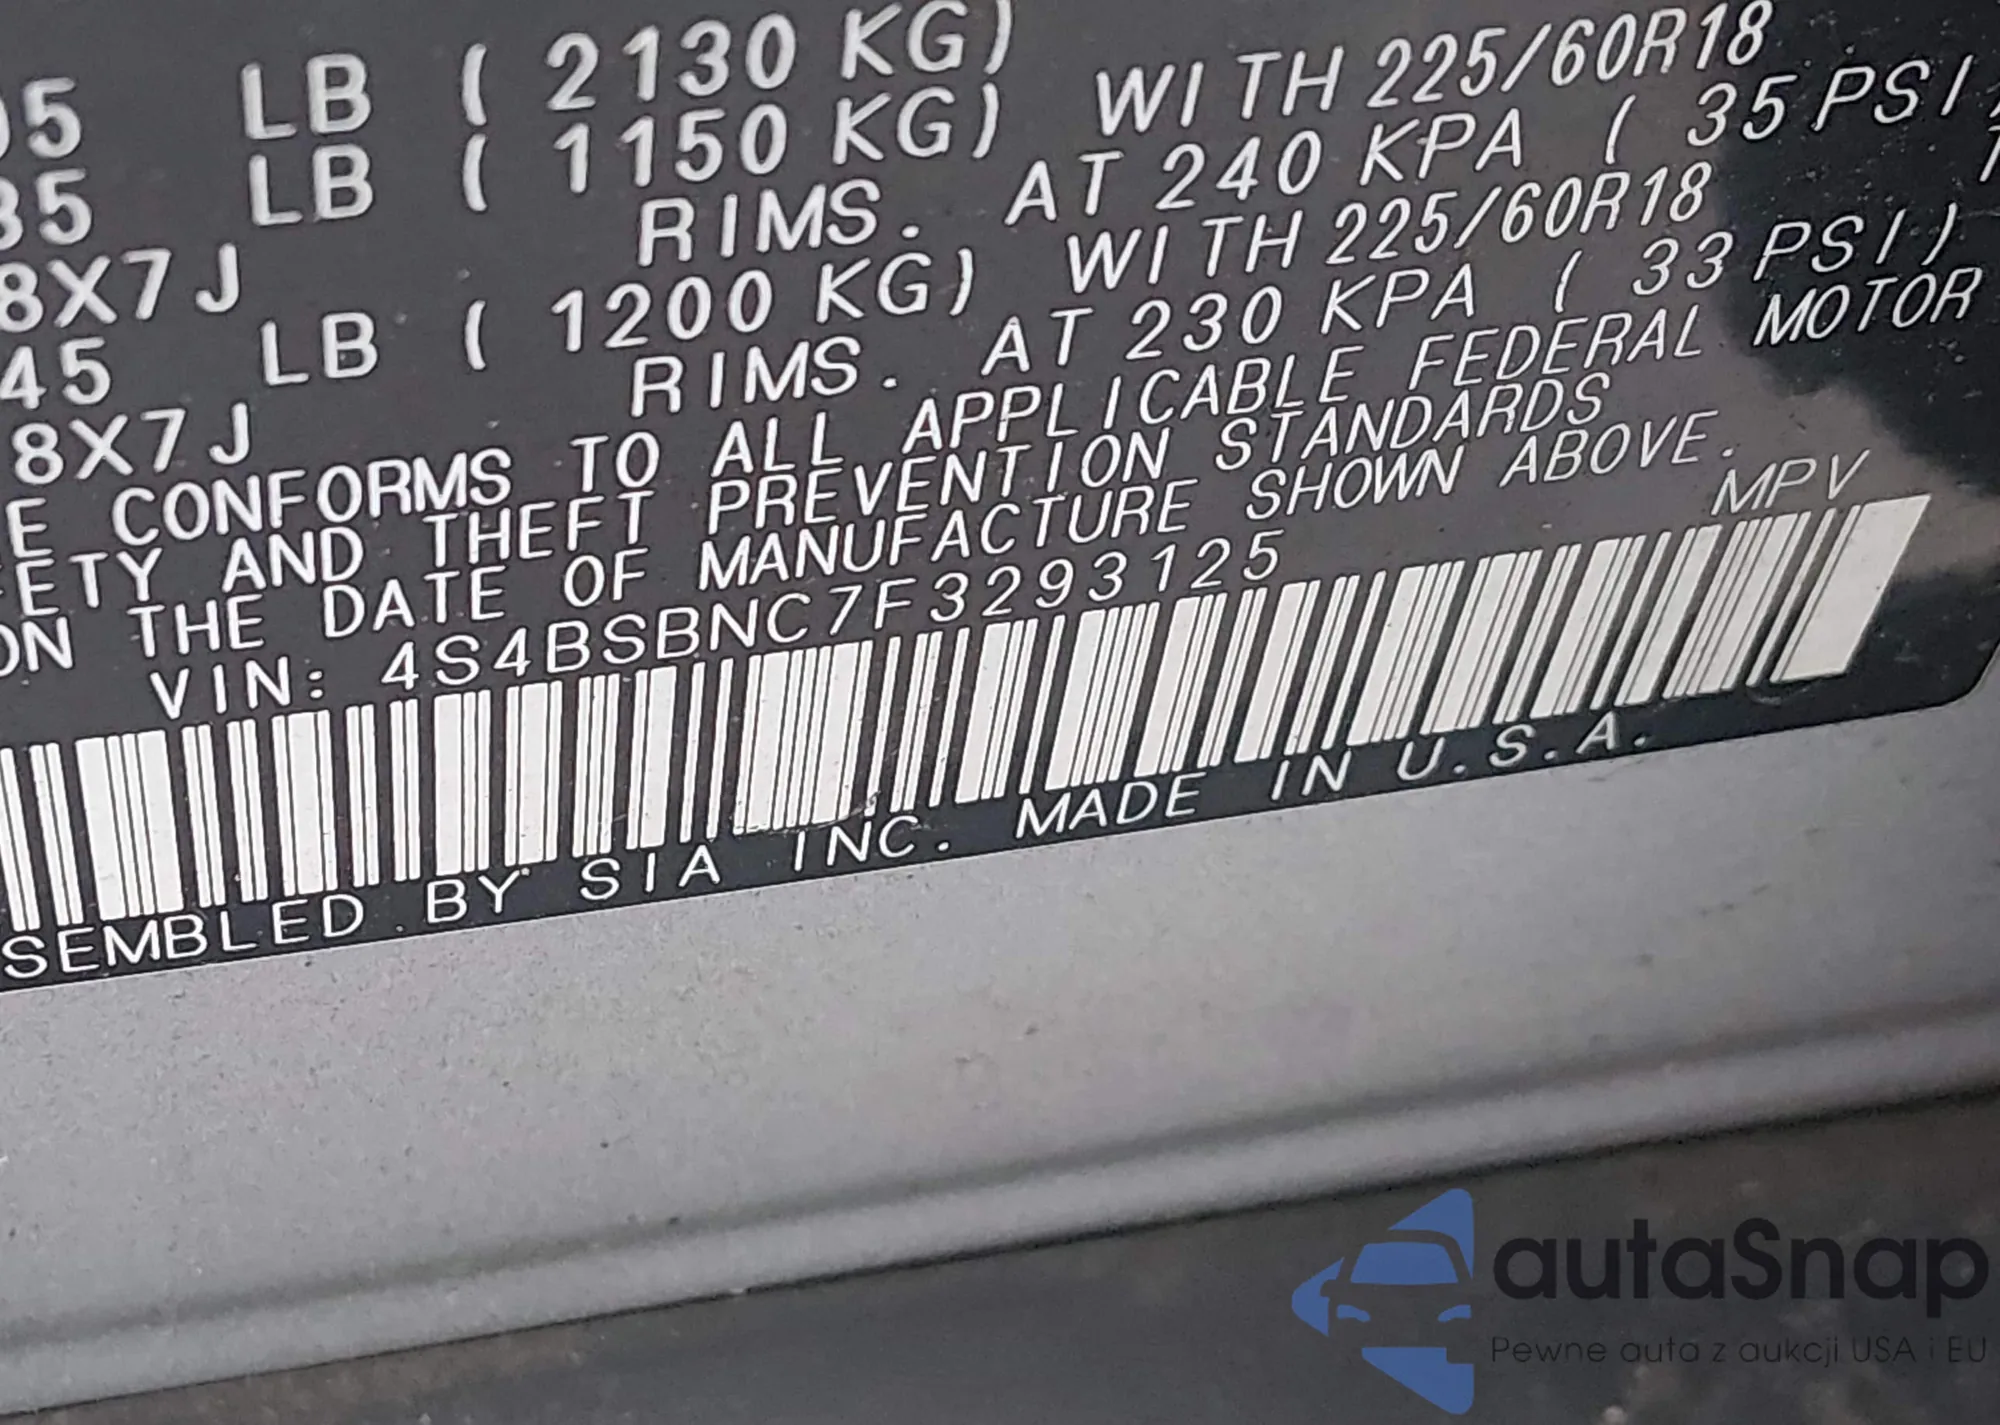 05 LB ( 2130 KG)
35 LB ( 1150 KG) WITH 225/60R18
8X7J RIMS. AT 240 KPA ( 35 PSI)
45 LB ( 1200 KG) WITH 225/60R18
18X7J RIMS. AT 230 KPA ( 33 PSI)
E CONFORMS TO ALL APPLICABLE FEDERAL MOTOR
FETY AND THEFT PREVENTION STANDARDS
ON THE DATE OF MANUFACTURE SHOWN ABOVE.
VIN: 4S4BSBNC7F3293125 MPV
SEMBLED BY SIA INC. MADE IN U.S.A.
autaSnap
Pewne auta z aukcji USA i EU